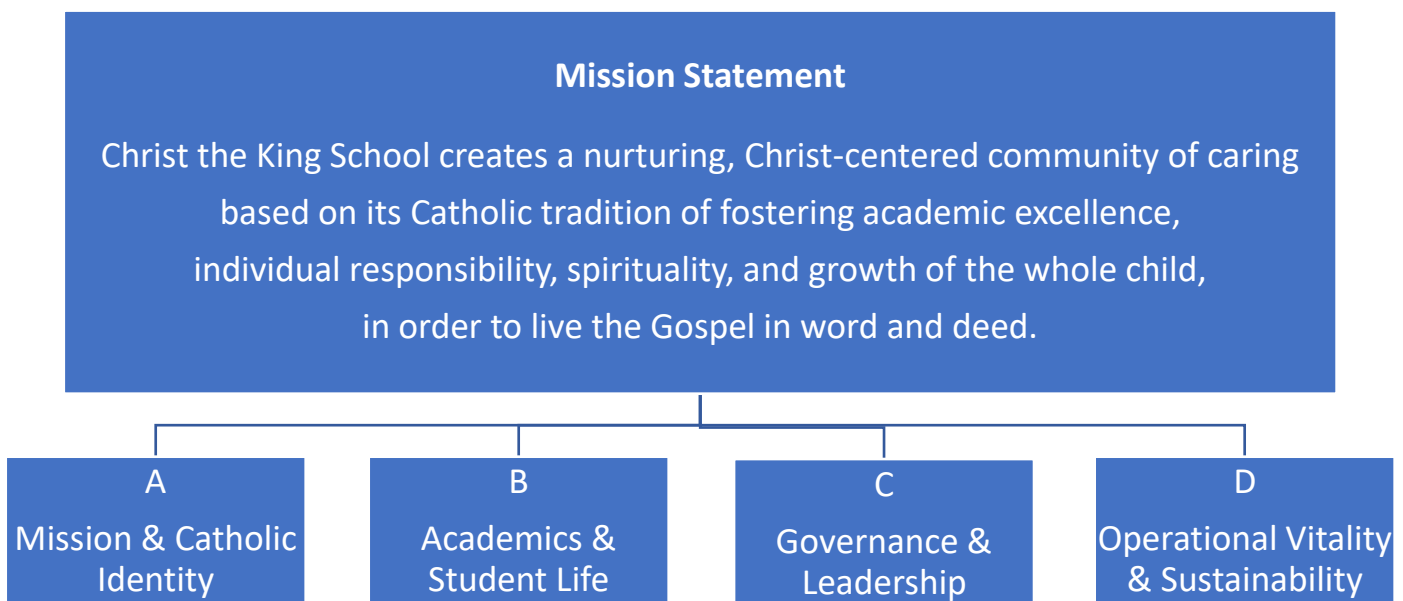 Mission Statement
Christ the King School creates a nurturing, Christ-centered community of caring
based on its Catholic tradition of fostering academic excellence,
individual responsibility, spirituality, and growth of the whole child,
in order to live the Gospel in word and deed.
A
Mission & Catholic
Identity
B
Academics &
Student Life
C
Governance &
Leadership
D
Operational Vitality
& Sustainability